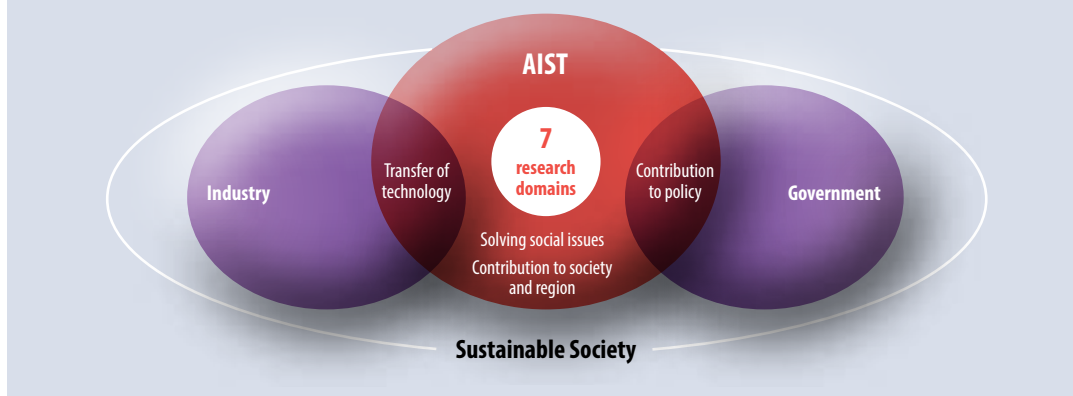 AIST
7
research
domains
Transfer of
technology
Contribution
to policy
Industry
Government
Solving social issues
Contribution to society
and region
Sustainable Society